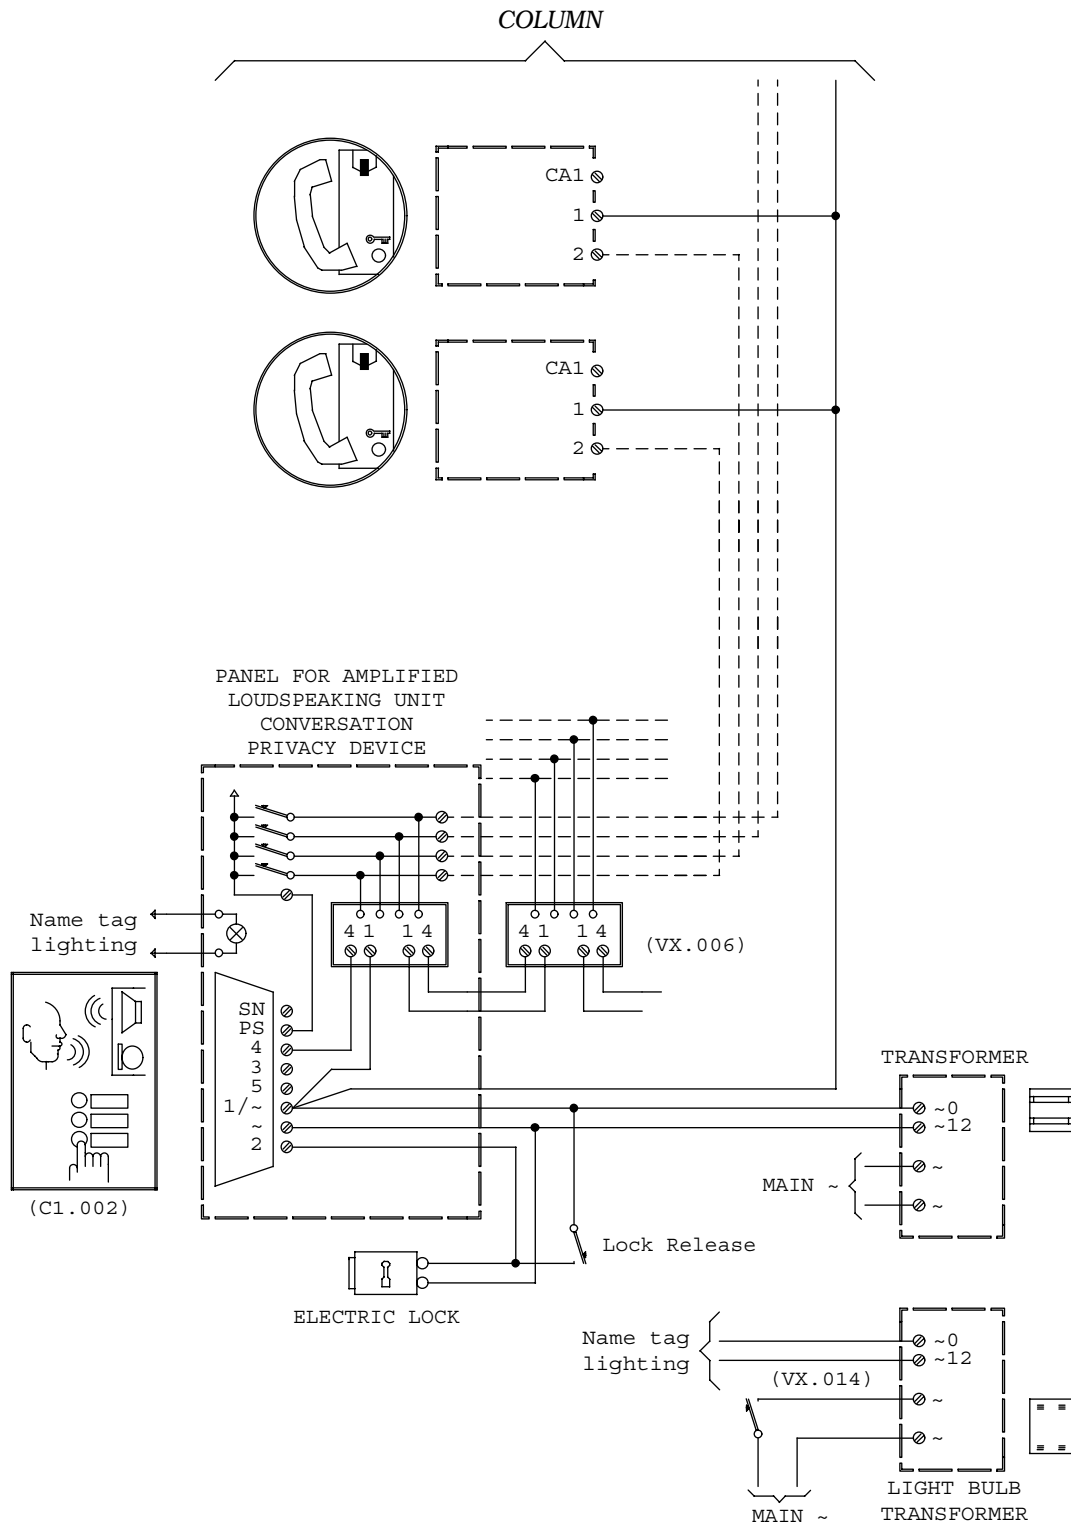 COLUMN
CA1
1
2
CA1
1
2
PANEL FOR AMPLIFIED
LOUDSPEAKING UNIT
CONVERSATION
PRIVACY DEVICE
Name tag
lighting
4 1 1 4
4 1 1 4
(VX.006)
SN
PS
4
3
5
1/~
~
2
(C1.002)
TRANSFORMER
~0
~12
~
~
MAIN ~
Lock Release
ELECTRIC LOCK
Name tag
lighting
(VX.014)
~0
~12
~
~
MAIN ~
LIGHT BULB
TRANSFORMER